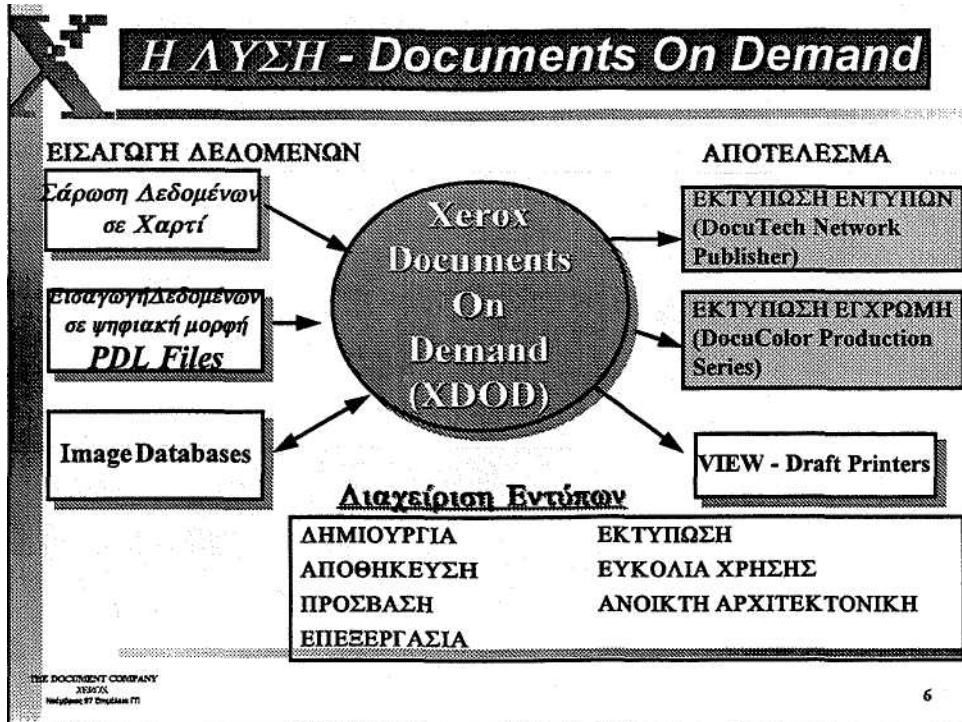 Η ΛΥΣΗ - Documents On Demand
ΕΙΣΑΓΩΓΗ ΔΕΔΟΜΕΝΩΝ
ΑΠΟΤΕΛΕΣΜΑ
Σάρωση Δεδομένων
σε Χαρτί
ΕισαγωγήΔεδομένων
σε ψηφιακή μορφή
PDL Files
Image Databases
Xerox
Documents
On
Demand
(XDOD)
ΕΚΤΥΠΩΣΗ ΕΝΤΥΠΩΝ
(DocuTech Network
Publisher)
ΕΚΤΥΠΩΣΗ ΕΓΧΡΩΜΗ
(DocuColor Production
Series)
VIEW - Draft Printers
Διαχείριση Εντύπων
ΔΗΜΙΟΥΡΓΙΑ
ΑΠΟΘΗΚΕΥΣΗ
ΠΡΟΣΒΑΣΗ
ΕΠΕΞΕΡΓΑΣΙΑ
ΕΚΤΥΠΩΣΗ
ΕΥΚΟΛΙΑ ΧΡΗΣΗΣ
ΑΝΟΙΚΤΗ ΑΡΧΙΤΕΚΤΟΝΙΚΗ
THE DOCUMENT COMPANY
XEROX
97
6